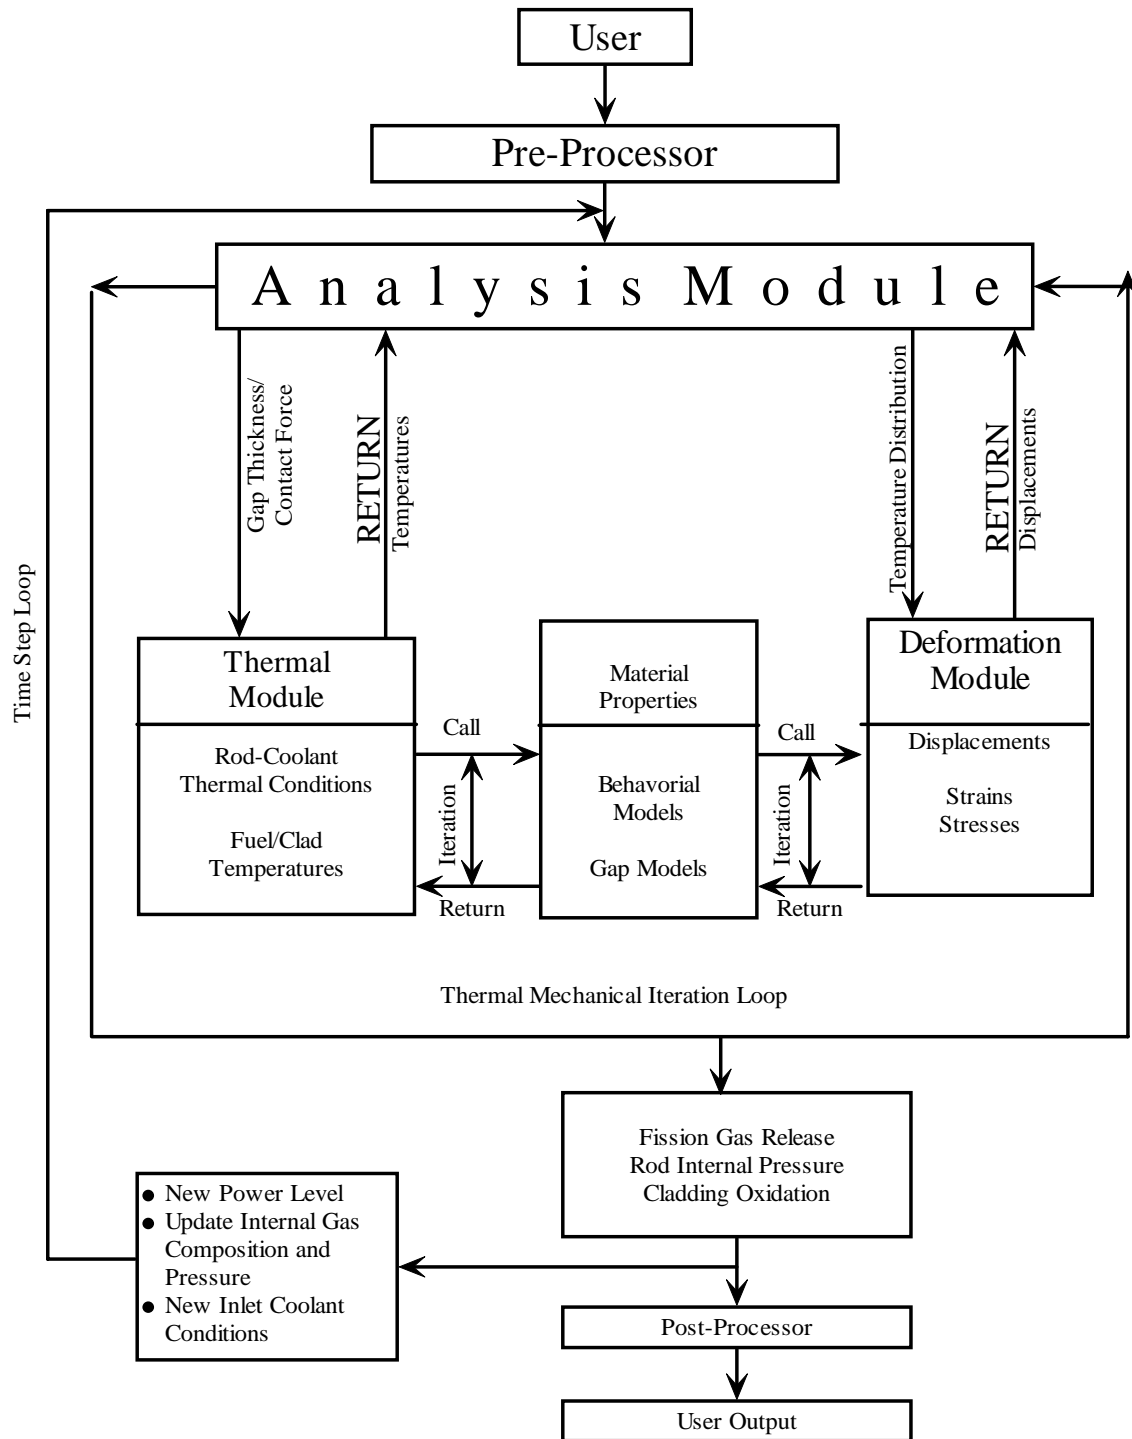 User
Pre-Processor
Analysis Module
Gap Thickness/
Contact Force
RETURN
Temperatures
Temperature Distribution
RETURN
Displacements
Time Step Loop
Thermal
Module
Rod-Coolant
Thermal Conditions
Fuel/Clad
Temperatures
Call
Iteration
Return
Material
Properties
Behavorial
Models
Gap Models
Call
Iteration
Return
Deformation
Module
Displacements
Strains
Stresses
Thermal Mechanical Iteration Loop
Fission Gas Release
Rod Internal Pressure
Cladding Oxidation
● New Power Level
● Update Internal Gas
Composition and
Pressure
● New Inlet Coolant
Conditions
Post-Processor
User Output